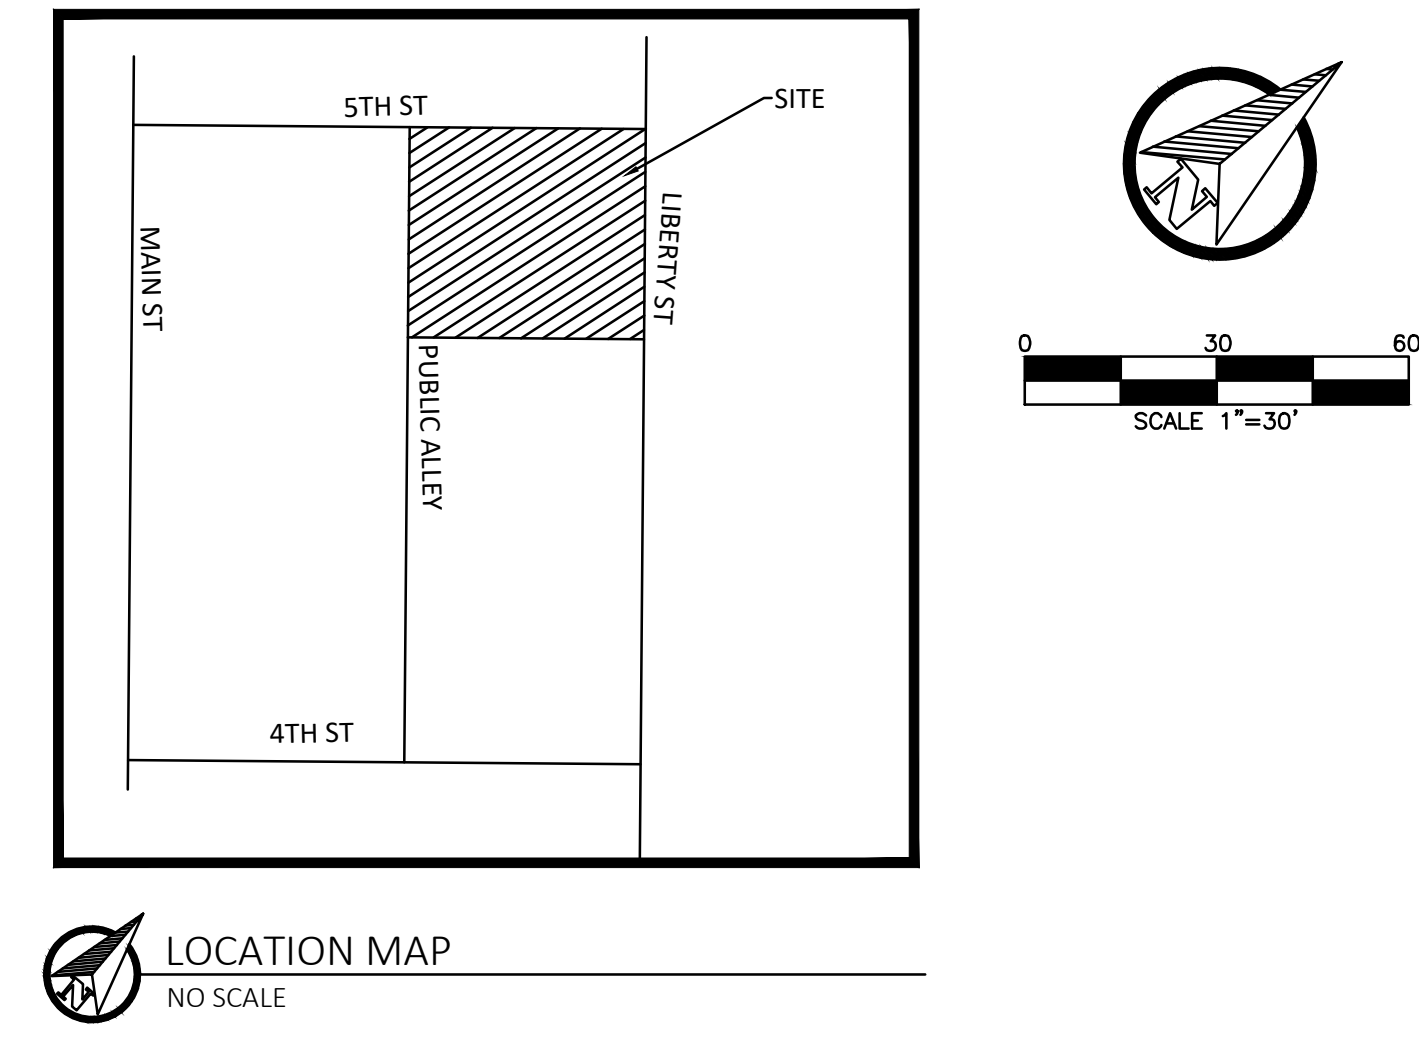 5TH ST
SITE
MAIN ST
LIBERTY ST
PUBLIC ALLEY
4TH ST
N
LOCATION MAP
NO SCALE
N
0 30 60
SCALE 1"=30'